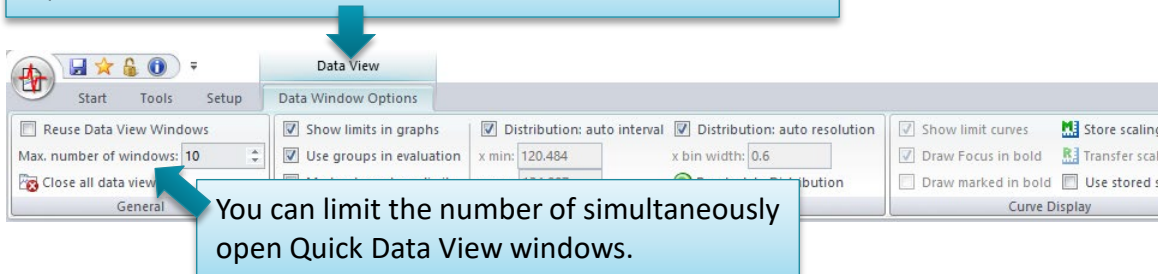 Data View
Start Tools Setup Data Window Options
Reuse Data View Windows Show limits in graphs Distribution: auto interval Distribution: auto resolution Show limit curves Store scaling
Max. number of windows: 10 Use groups in evaluation x min: 120.484 x bin width: 0.6 Draw Focus in bold Transfer scal
Close all data view Draw marked in bold Use stored s
General Curve Display
You can limit the number of simultaneously
open Quick Data View windows.